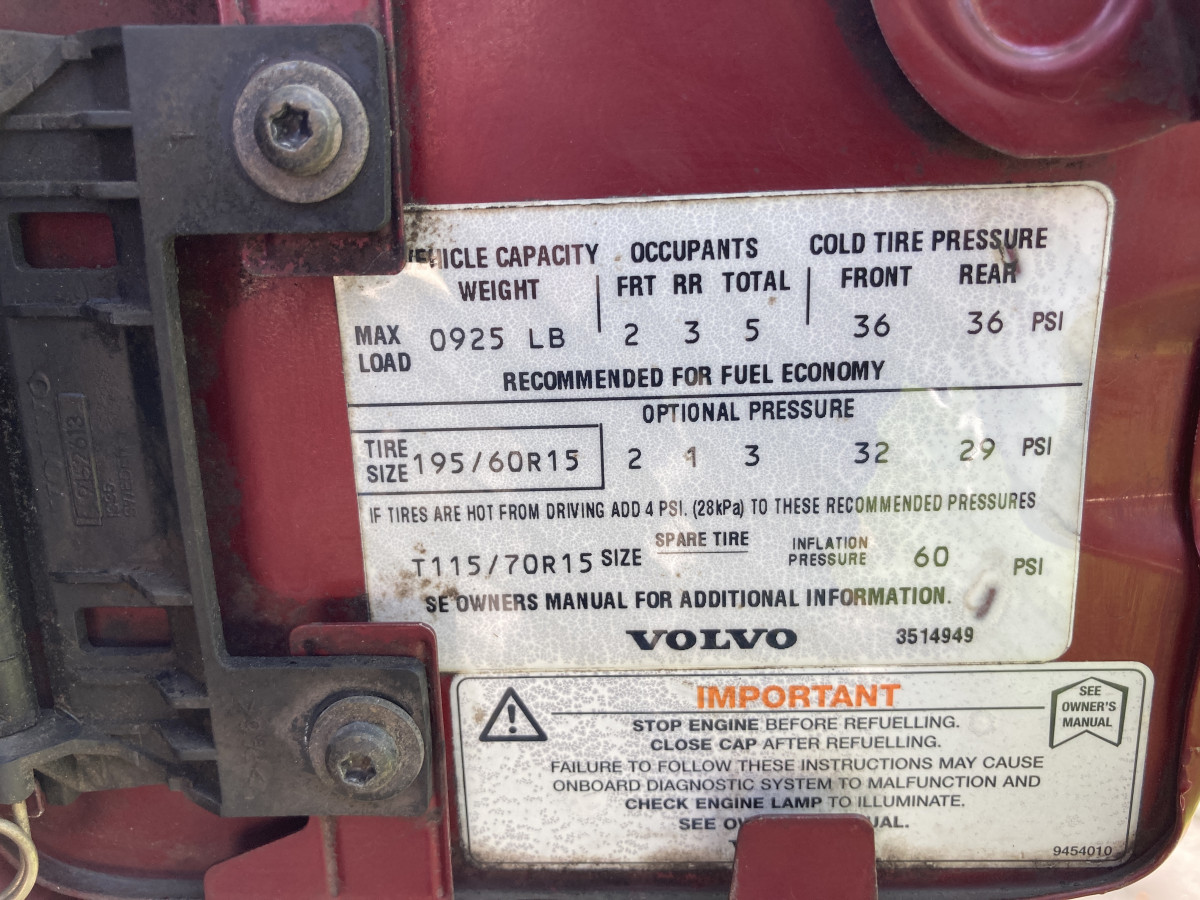 VEHICLE CAPACITY OCCUPANTS COLD TIRE PRESSURE
WEIGHT FRT RR TOTAL FRONT REAR
MAX LOAD 0925 LB 2 3 5 36 36 PSI
RECOMMENDED FOR FUEL ECONOMY
OPTIONAL PRESSURE
TIRE SIZE 195/60R15 2 1 3 32 29 PSI
IF TIRES ARE HOT FROM DRIVING ADD 4 PSI. (28kPa) TO THESE RECOMMENDED PRESSURES
T115/70R15 SIZE SPARE TIRE INFLATION PRESSURE 60 PSI
SE OWNERS MANUAL FOR ADDITIONAL INFORMATION.
VOLVO 3514949
IMPORTANT
SEE OWNER'S MANUAL
STOP ENGINE BEFORE REFUELLING.
CLOSE CAP AFTER REFUELLING.
FAILURE TO FOLLOW THESE INSTRUCTIONS MAY CAUSE
ONBOARD DIAGNOSTIC SYSTEM TO MALFUNCTION AND
CHECK ENGINE LAMP TO ILLUMINATE.
SEE
9454010